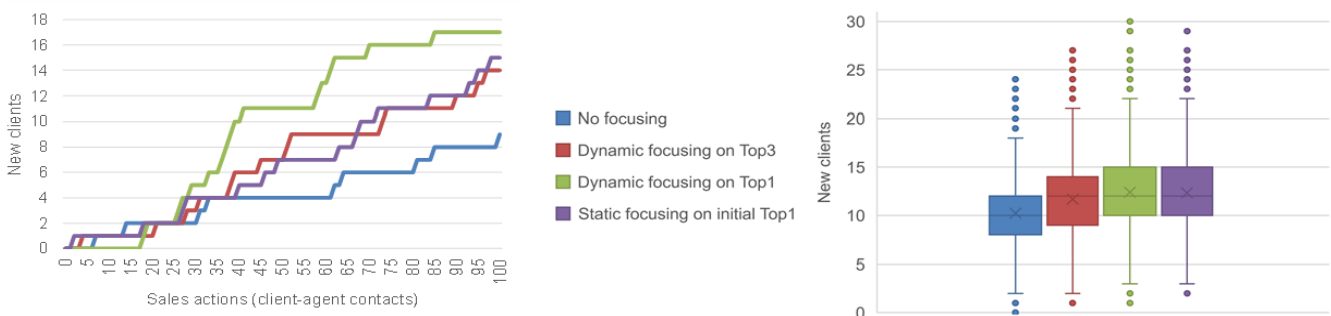 18
16
14
12
10
8
6
4
2
0
New clients
0 5 10 15 20 25 30 35 40 45 50 55 60 65 70 75 80 85 90 95 100
Sales actions (client-agent contacts)
No focusing
Dynamic focusing on Top3
Dynamic focusing on Top1
Static focusing on initial Top1
30
25
20
15
10
5
0
New clients